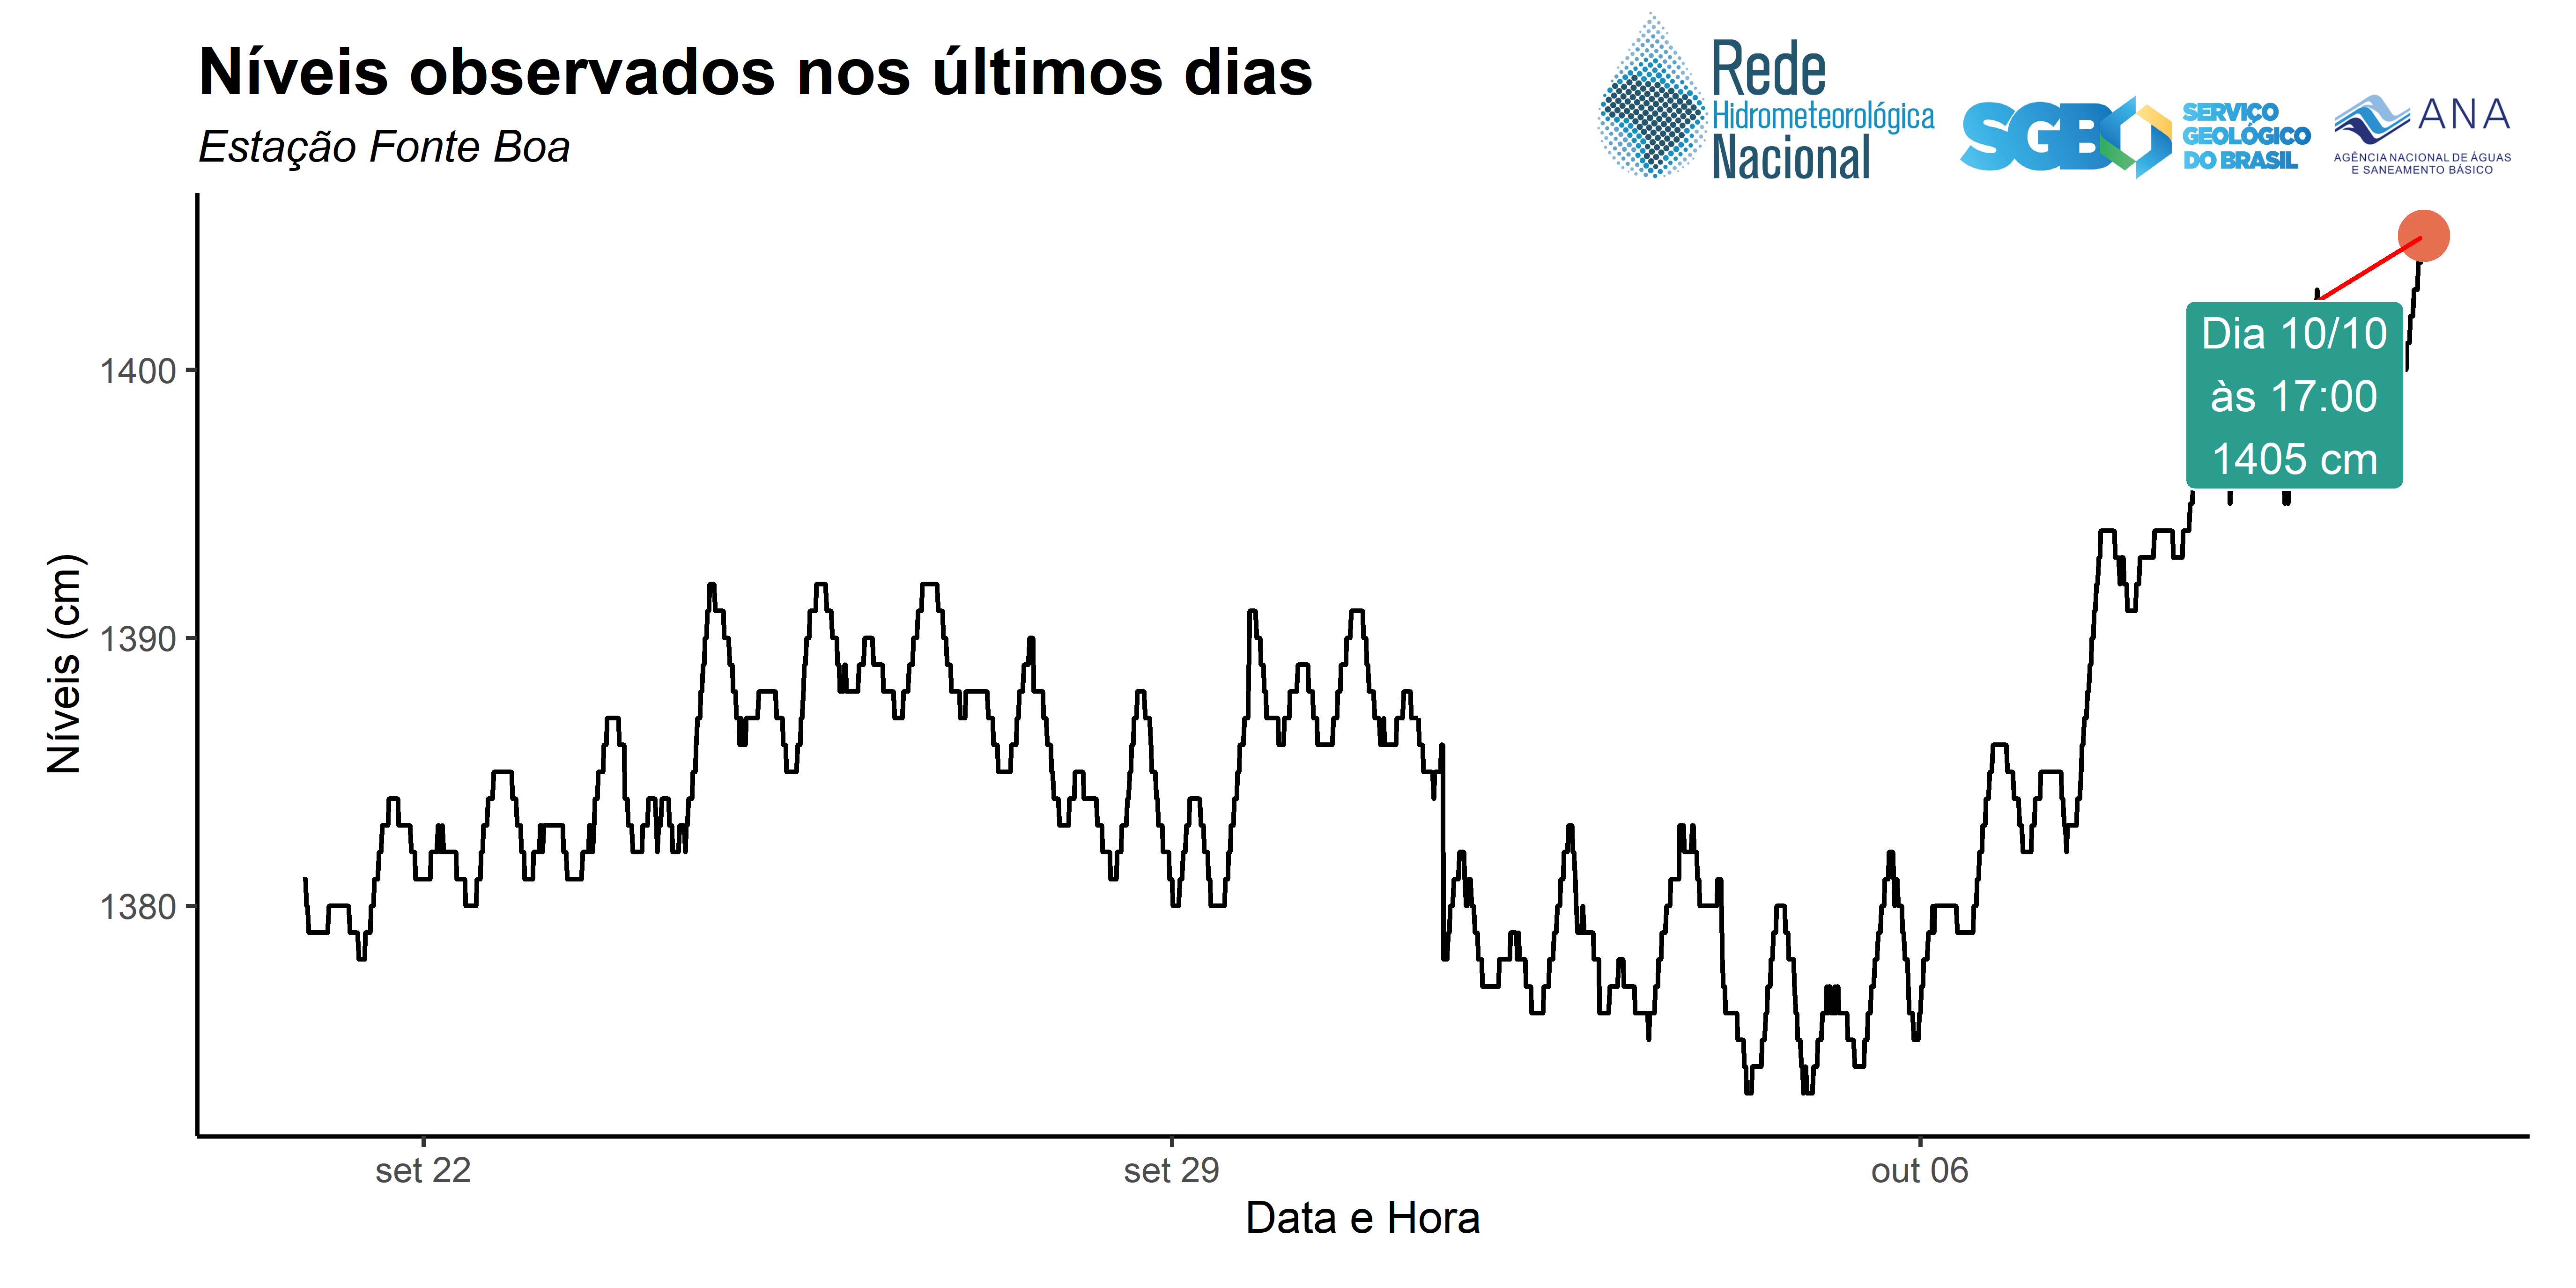 Níveis observados nos últimos dias
Estação Fonte Boa
Rede
Hidrometeorológica
Nacional
SGB
SERVIÇO
GEOLÓGICO
DO BRASIL
ANA
AGÊNCIA NACIONAL DE ÁGUAS
E SANEAMENTO BÁSICO
Dia 10/10
às 17:00
1405 cm
Níveis (cm)
1400
1390
1380
set 22
set 29
out 06
Data e Hora